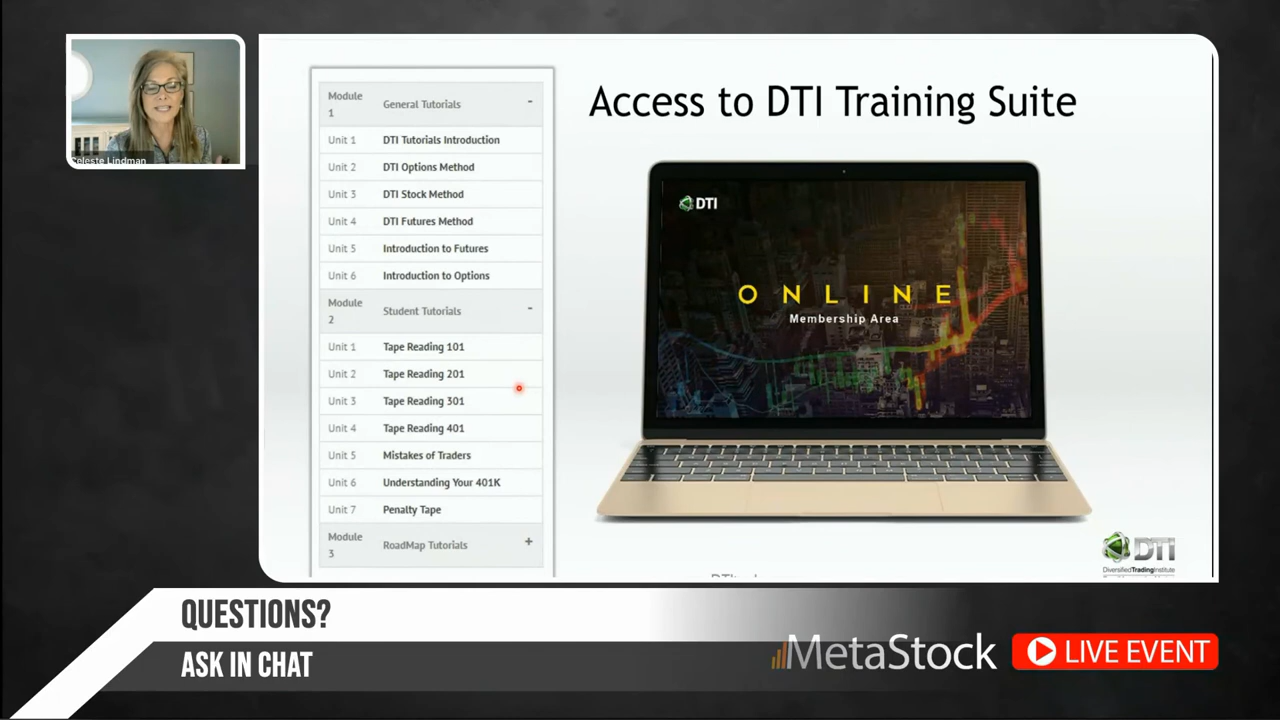 Celeste Lindman
Access to DTI Training Suite
Module 1 General Tutorials -
Unit 1 DTI Tutorials Introduction
Unit 2 DTI Options Method
Unit 3 DTI Stock Method
Unit 4 DTI Futures Method
Unit 5 Introduction to Futures
Unit 6 Introduction to Options
Module 2 Student Tutorials -
Unit 1 Tape Reading 101
Unit 2 Tape Reading 201
Unit 3 Tape Reading 301
Unit 4 Tape Reading 401
Unit 5 Mistakes of Traders
Unit 6 Understanding Your 401K
Unit 7 Penalty Tape
Module 3 RoadMap Tutorials +
DTI
ONLINE
Membership Area
DTI
DiversifiedTradingInstitute
QUESTIONS?
ASK IN CHAT
MetaStock
LIVE EVENT